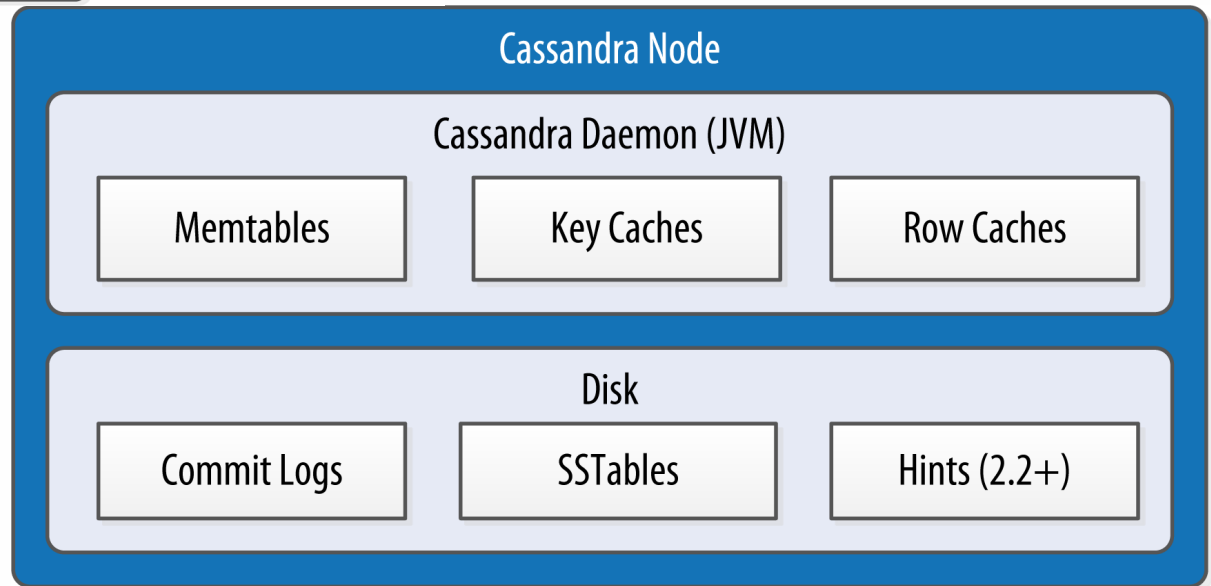 Cassandra Node
Cassandra Daemon (JVM)
Memtables
Key Caches
Row Caches
Disk
Commit Logs
SSTables
Hints (2.2+)